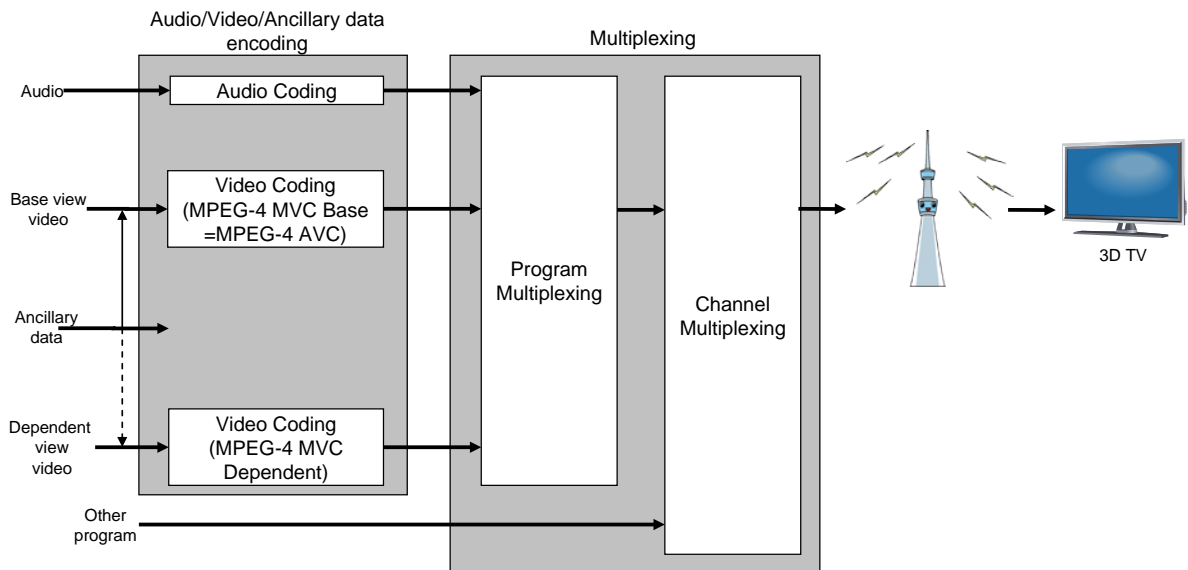 Audio/Video/Ancillary data
encoding
Multiplexing
Audio
Audio Coding
Base view
video
Video Coding
(MPEG-4 MVC Base
=MPEG-4 AVC)
Program
Multiplexing
Channel
Multiplexing
3D TV
Ancillary
data
Dependent
view
video
Video Coding
(MPEG-4 MVC
Dependent)
Other
program